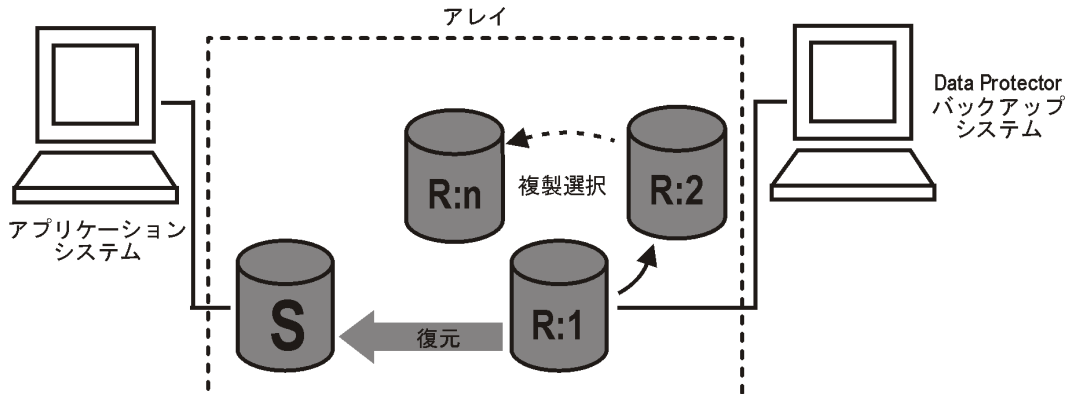 アレイ
Data Protector
バックアップ
システム
R:n
複製選択
R:2
アプリケーション
システム
S
復元
R:1